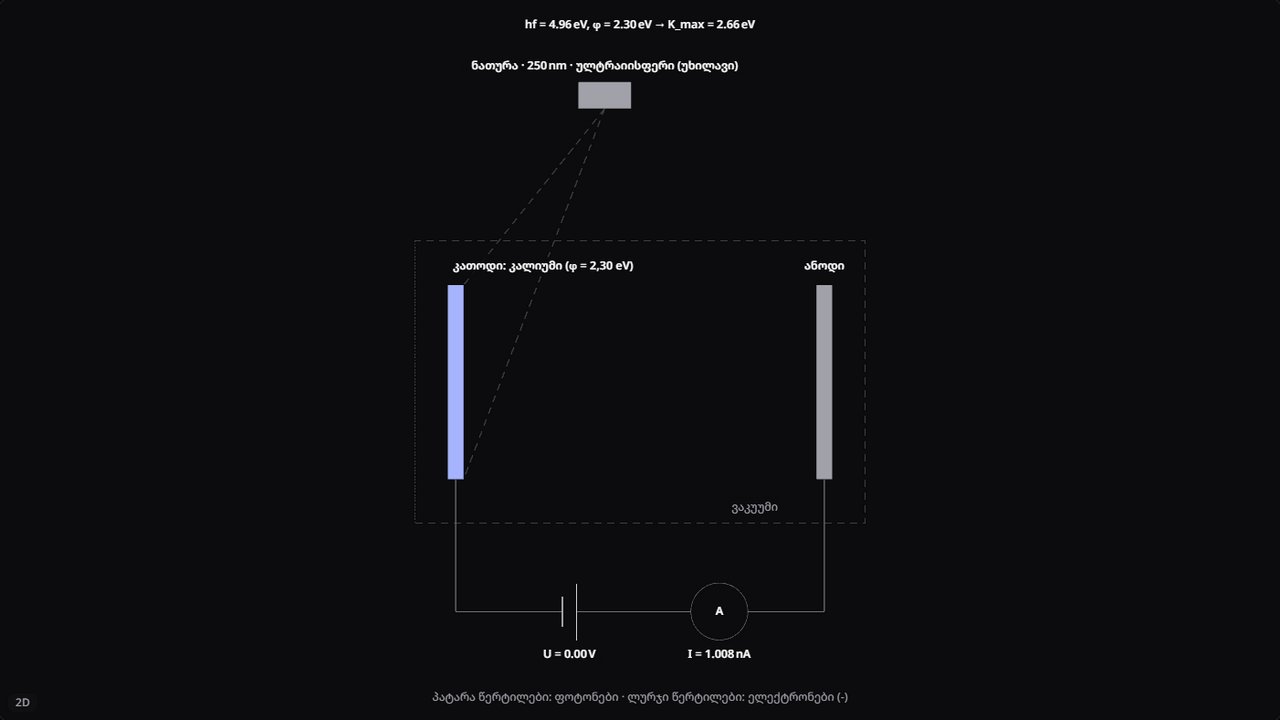 hf = 4.96 eV, φ = 2.30 eV → K_max = 2.66 eV
ნათურა · 250 nm · ულტრაიისფერი (უხილავი)
კათოდი: კალიუმი (φ = 2,30 eV)
ანოდი
ვაკუუმი
A
U = 0.00 V
I = 1.008 nA
პატარა წერტილები: ფოტონები · ლურჯი წერტილები: ელექტრონები (-)
2D